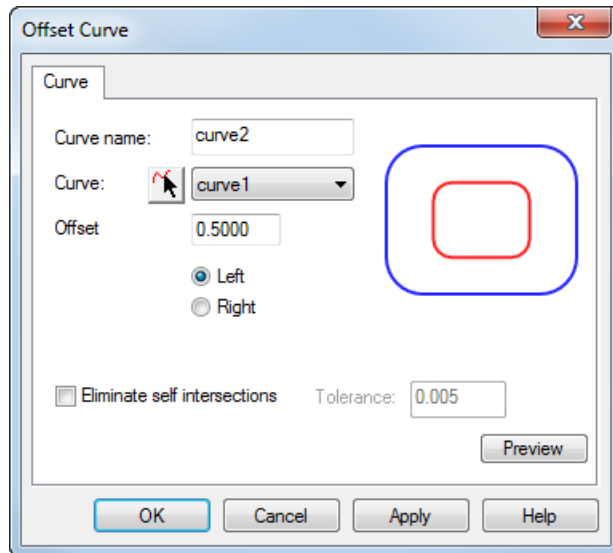 Offset Curve
Curve
Curve name: curve2
Curve: curve1
Offset 0.5000
Left
Right
Eliminate self intersections Tolerance: 0.005
Preview
OK Cancel Apply Help